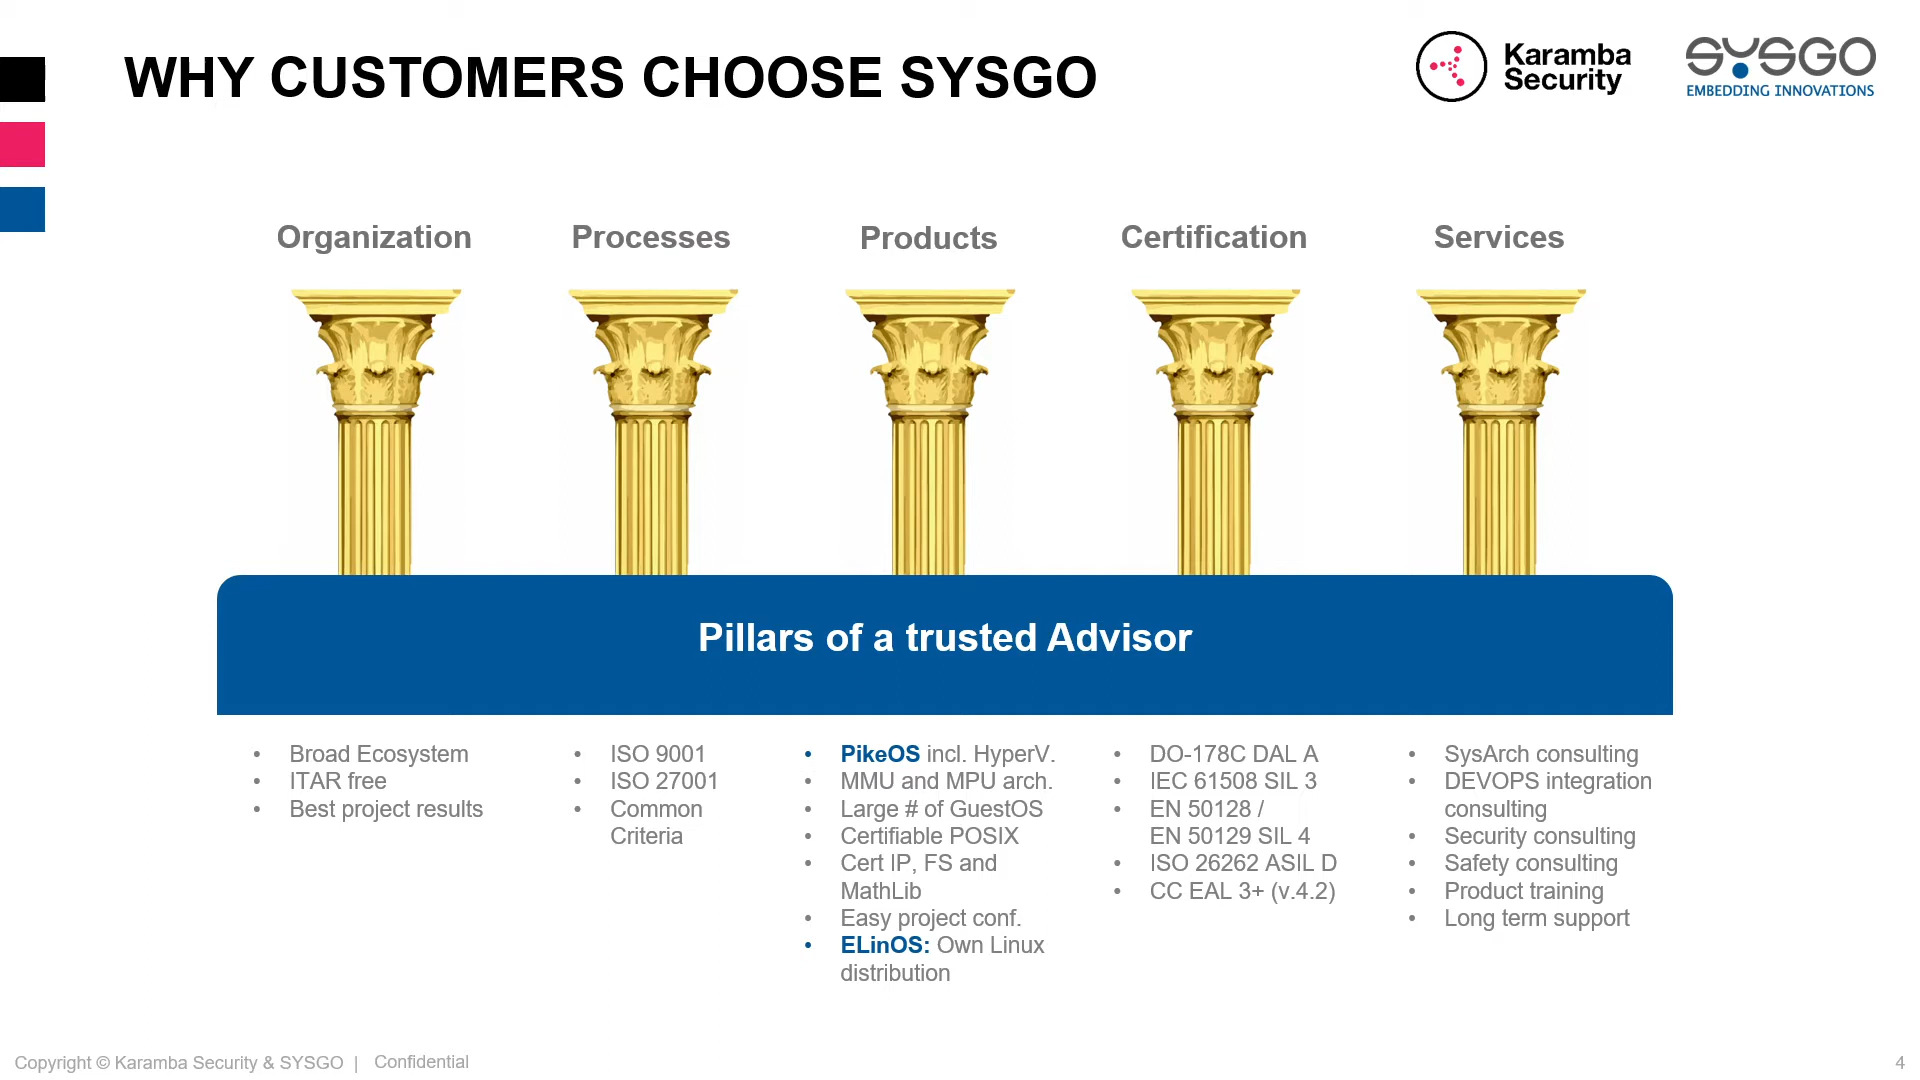 WHY CUSTOMERS CHOOSE SYSGO
Karamba
Security
SYSGO
EMBEDDING INNOVATIONS
Organization
Processes
Products
Certification
Services
Pillars of a trusted Advisor
• Broad Ecosystem
• ITAR free
• Best project results
• ISO 9001
• ISO 27001
• Common
Criteria
• PikeOS incl. HyperV.
• MMU and MPU arch.
• Large # of GuestOS
• Certifiable POSIX
• Cert IP, FS and
MathLib
• Easy project conf.
• ELinOS: Own Linux
distribution
• DO-178C DAL A
• IEC 61508 SIL 3
• EN 50128 /
EN 50129 SIL 4
• ISO 26262 ASIL D
• CC EAL 3+ (v.4.2)
• SysArch consulting
• DEVOPS integration
consulting
• Security consulting
• Safety consulting
• Product training
• Long term support
Copyright © Karamba Security & SYSGO | Confidential
4